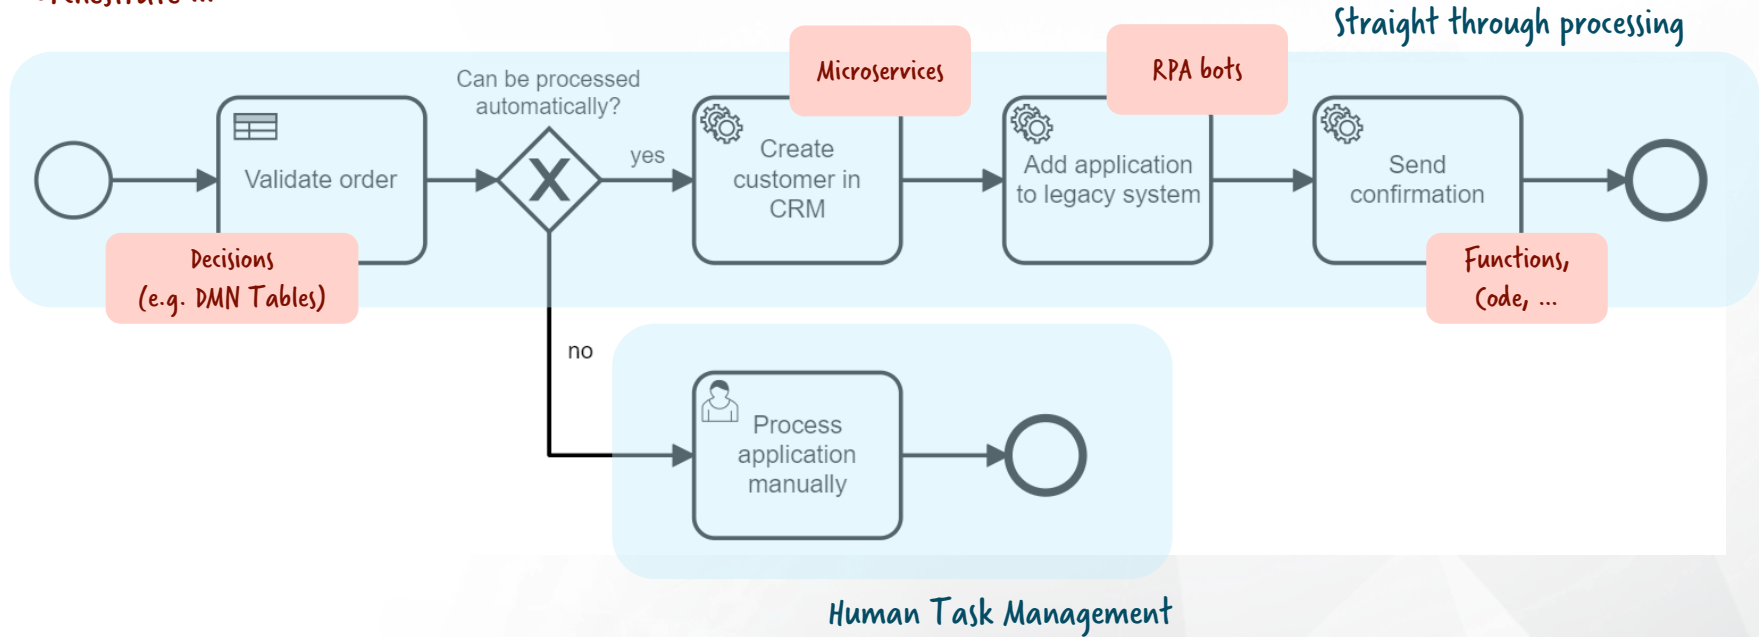 Straight through processing
Microservices
RPA bots
Can be processed
automatically?
Validate order
yes
Create
customer in
CRM
Add application
to legacy system
Send
confirmation
Decisions
(e.g. DMN Tables)
Functions,
Code, ...
no
Process
application
manually
Human Task Management